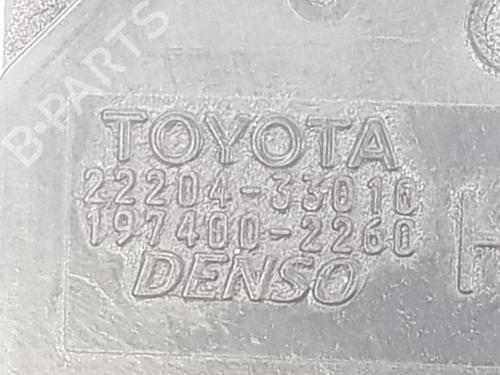 B-PARTS
TOYOTA
22204-33010
197400-2260
DENSO
H